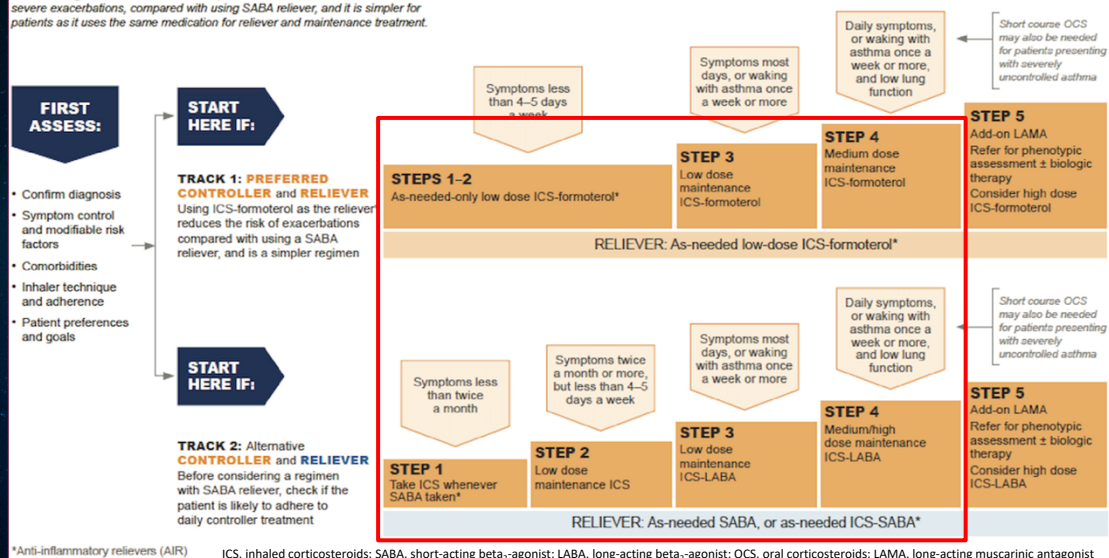 severe exacerbations, compared with using SABA reliever, and it is simpler for
patients as it uses the same medication for reliever and maintenance treatment.
FIRST
ASSESS:
• Confirm diagnosis
• Symptom control
and modifiable risk
factors
• Comorbidities
• Inhaler technique
and adherence
• Patient preferences
and goals
START
HERE IF:
TRACK 1: PREFERRED
CONTROLLER and RELIEVER
Using ICS-formoterol as the reliever
reduces the risk of exacerbations
compared with using a SABA
reliever, and is a simpler regimen
Symptoms less
than 4–5 days
a week
Symptoms most
days, or waking
with asthma once
a week or more
Daily symptoms,
or waking with
asthma once a
week or more,
and low lung
function
Short course OCS
may also be needed
for patients presenting
with severely
uncontrolled asthma
STEPS 1–2
As-needed-only low dose ICS-formoterol*
STEP 3
Low dose
maintenance
ICS-formoterol
STEP 4
Medium dose
maintenance
ICS-formoterol
STEP 5
Add-on LAMA
Refer for phenotypic
assessment ± biologic
therapy
Consider high dose
ICS-formoterol
RELIEVER: As-needed low-dose ICS-formoterol*
START
HERE IF:
TRACK 2: Alternative
CONTROLLER and RELIEVER
Before considering a regimen
with SABA reliever, check if the
patient is likely to adhere to
daily controller treatment
Symptoms less
than twice
a month
Symptoms twice
a month or more,
but less than 4–5
days a week
Symptoms most
days, or waking
with asthma once
a week or more
Daily symptoms,
or waking with
asthma once a
week or more,
and low lung
function
Short course OCS
may also be needed
for patients presenting
with severely
uncontrolled asthma
STEP 1
Take ICS whenever
SABA taken*
STEP 2
Low dose
maintenance ICS
STEP 3
Low dose
maintenance
ICS-LABA
STEP 4
Medium/high
dose maintenance
ICS-LABA
STEP 5
Add-on LAMA
Refer for phenotypic
assessment ± biologic
therapy
Consider high dose
ICS-LABA
RELIEVER: As-needed SABA, or as-needed ICS-SABA*
*Anti-inflammatory relievers (AIR)
ICS, inhaled corticosteroids; SABA, short-acting beta₂-agonist; LABA, long-acting beta₂-agonist; OCS, oral corticosteroids; LAMA, long-acting muscarinic antagonist